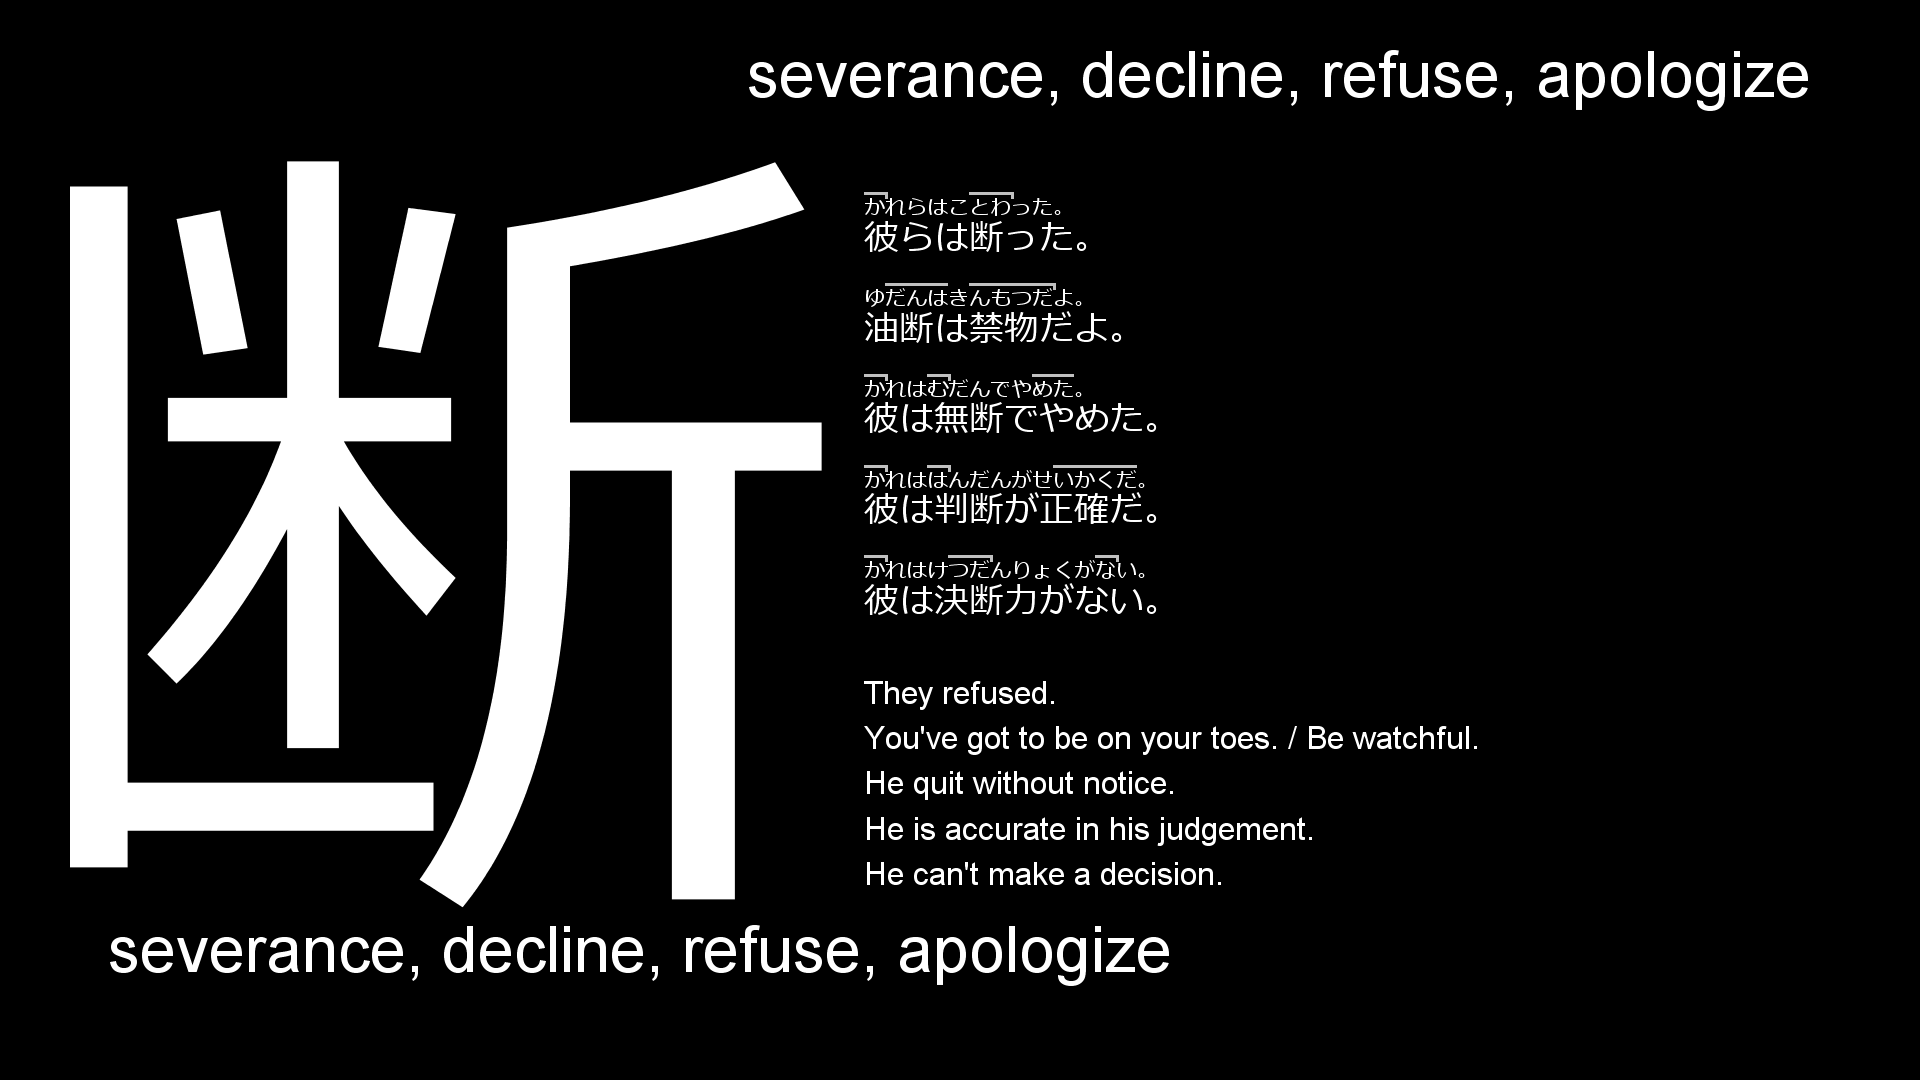 severance, decline, refuse, apologize
断
かれらはことわった。
彼らは断った。
ゆだんはきんもつだよ。
油断は禁物だよ。
かれはむだんでやめた。
彼は無断でやめた。
かれははんだんがせいかくだ。
彼は判断が正確だ。
かれはけつだんりょくがない。
彼は決断力がない。
They refused.
You've got to be on your toes. / Be watchful.
He quit without notice.
He is accurate in his judgement.
He can't make a decision.
severance, decline, refuse, apologize